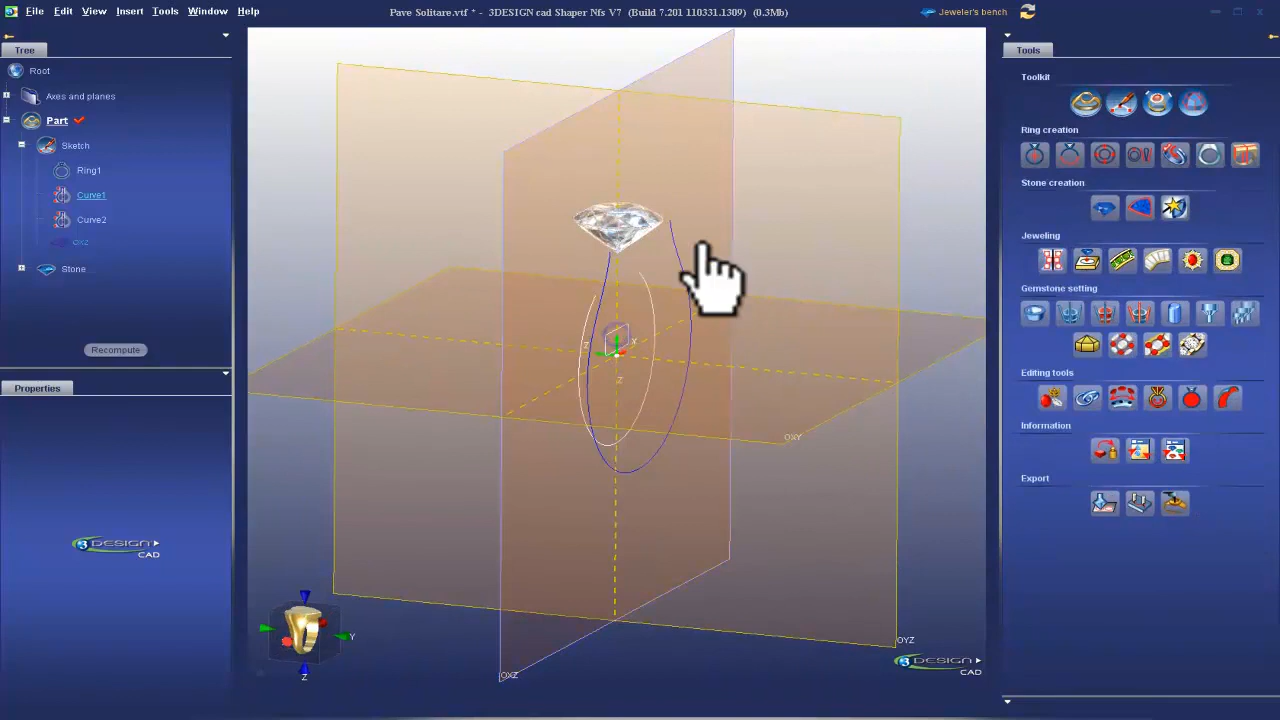 File Edit View Insert Tools Window Help
Pave Solitare.vtf * - 3DESIGN cad Shaper Nfs V7 (Build 7.201 110331.1309) (0.3Mb)
Jeweler's bench
Tree
Root
Axes and planes
Part
Sketch
Ring1
Curve1
Curve2
OXZ
Stone
Recompute
Properties
3DESIGN
CAD
X
Z
Z
OXY
OYZ
OXZ
Y
Z
3DESIGN
CAD
Tools
Toolkit
Ring creation
Stone creation
Jeweling
Gemstone setting
Editing tools
Information
Export